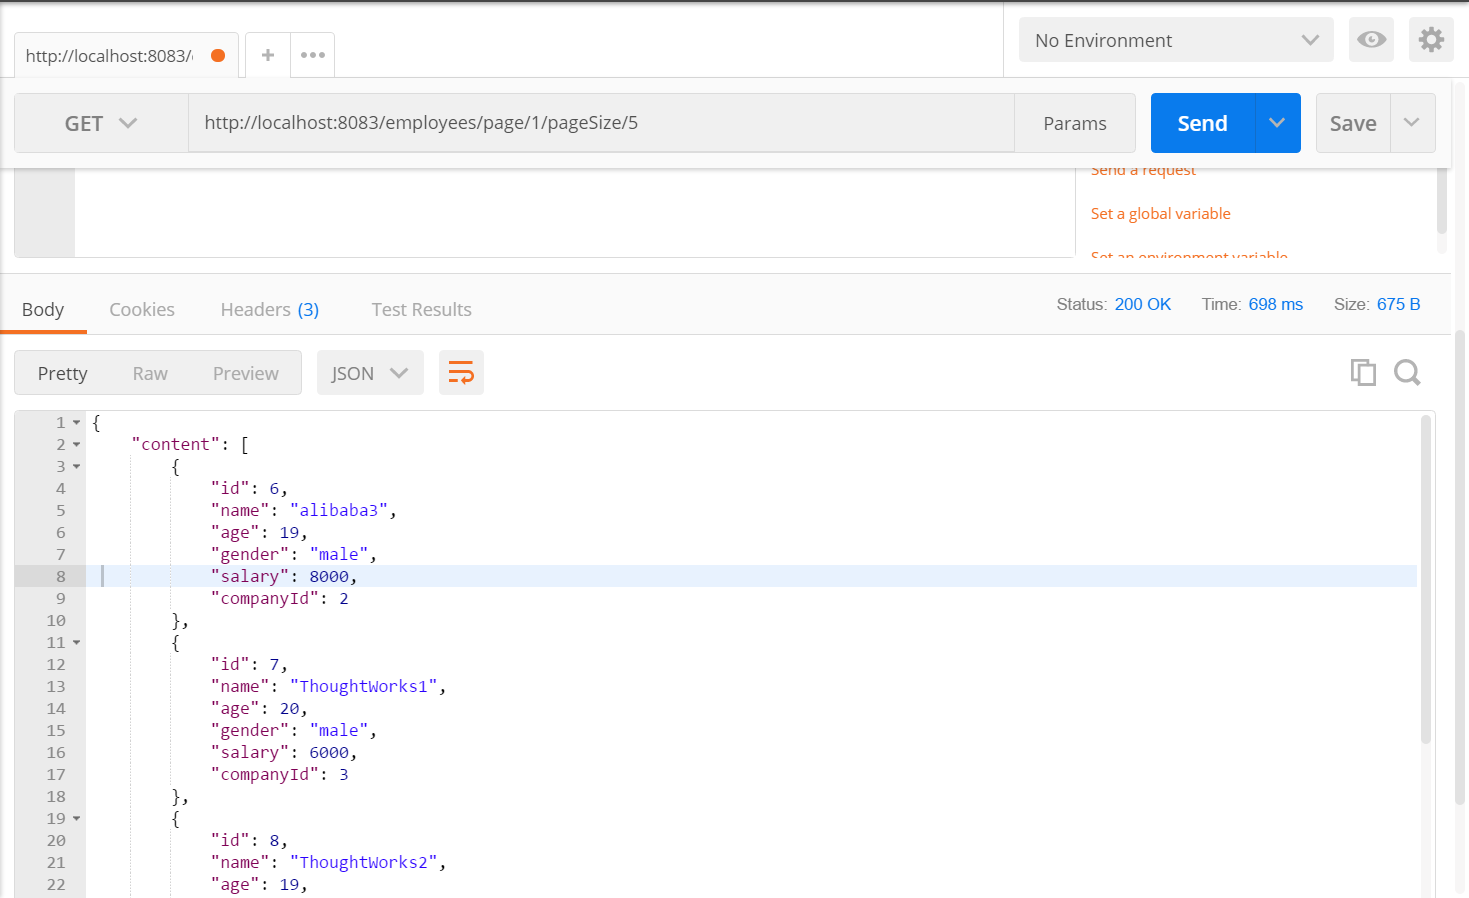 http://localhost:8083/
No Environment
GET
http://localhost:8083/employees/page/1/pageSize/5
Params
Send
Save
Send a request
Set a global variable
Set an environment variable
Body
Cookies
Headers (3)
Test Results
Status: 200 OK
Time: 698 ms
Size: 675 B
Pretty
Raw
Preview
JSON
1 {
2 "content": [
3 {
4 "id": 6,
5 "name": "alibaba3",
6 "age": 19,
7 "gender": "male",
8 "salary": 8000,
9 "companyId": 2
10 },
11 {
12 "id": 7,
13 "name": "ThoughtWorks1",
14 "age": 20,
15 "gender": "male",
16 "salary": 6000,
17 "companyId": 3
18 },
19 {
20 "id": 8,
21 "name": "ThoughtWorks2",
22 "age": 19,